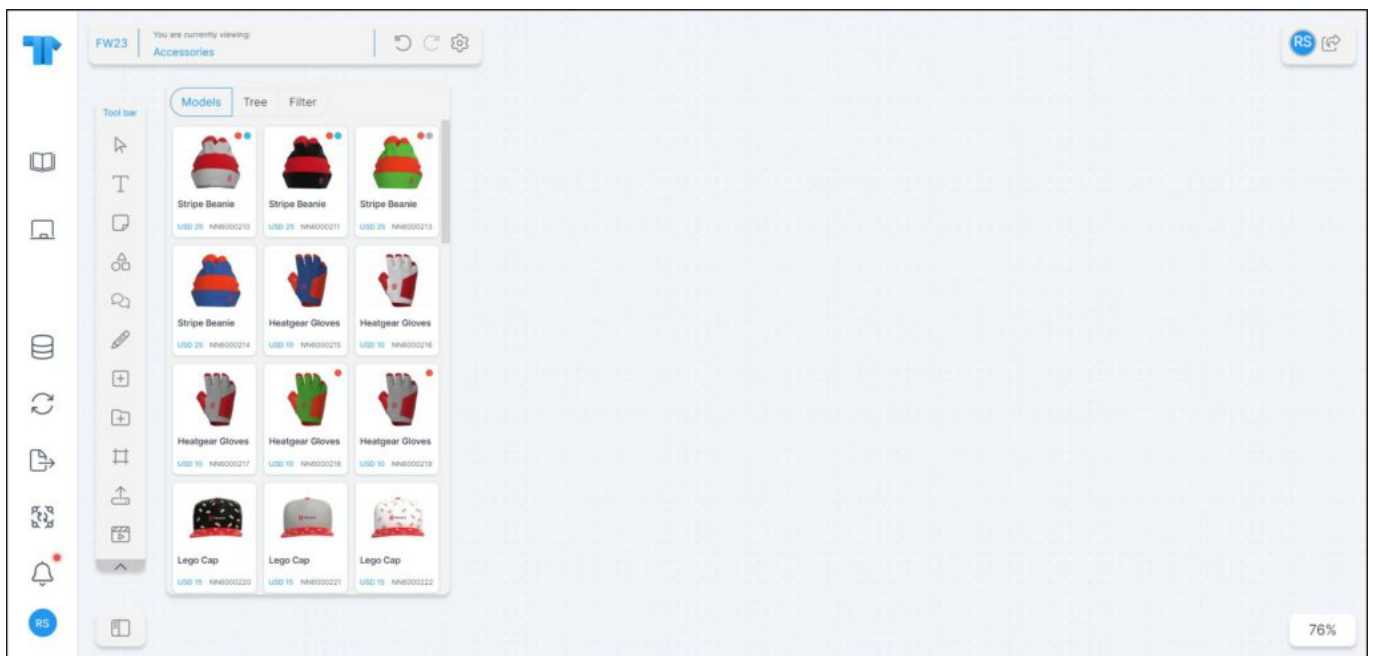 FW23
You are currently viewing:
Accessories
RS
Tool bar
Models Tree Filter
Stripe Beanie Stripe Beanie Stripe Beanie
USD 25 NN6000210 USD 25 NN6000211 USD 25 NN6000213
Stripe Beanie Heatgear Gloves Heatgear Gloves
USD 25 NN6000214 USD 10 NN6000215 USD 10 NN6000216
Heatgear Gloves Heatgear Gloves Heatgear Gloves
USD 10 NN6000217 USD 10 NN6000218 USD 10 NN6000219
Lego Cap Lego Cap Lego Cap
USD 15 NN6000220 USD 15 NN6000221 USD 15 NN6000222
RS
76%